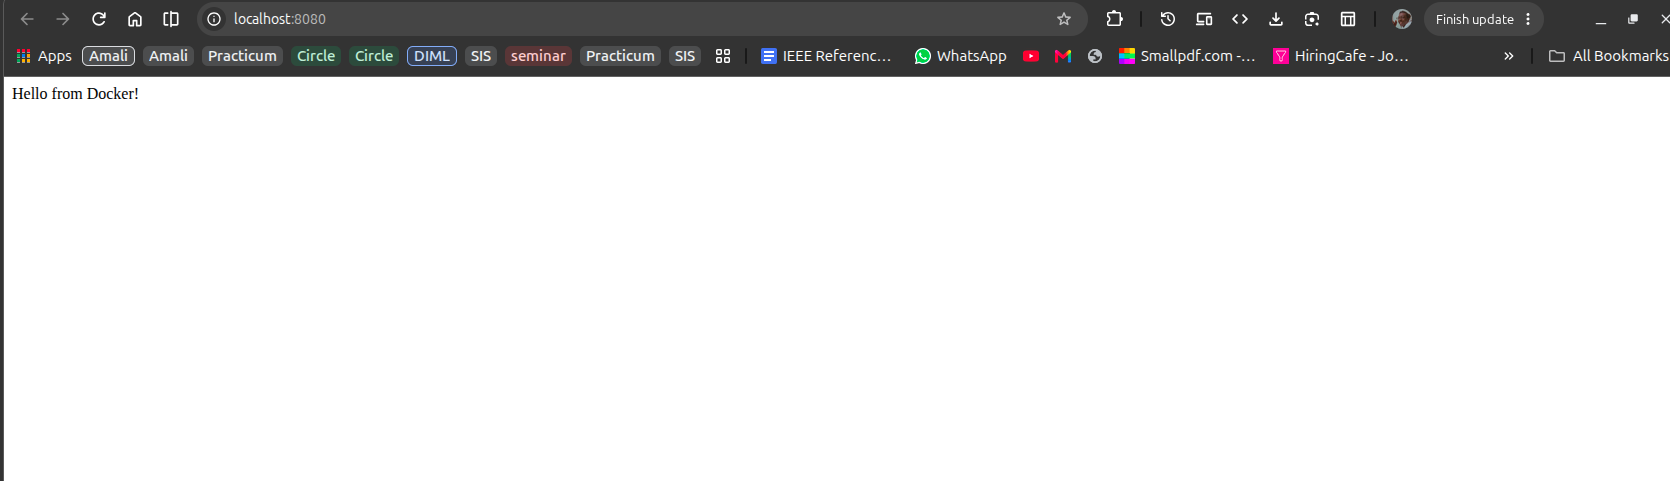 localhost:8080
Finish update
Apps Amali Amali Practicum Circle Circle DIML SIS seminar Practicum SIS IEEE Referenc... WhatsApp Smallpdf.com -... HiringCafe - Jo... » All Bookmarks
Hello from Docker!